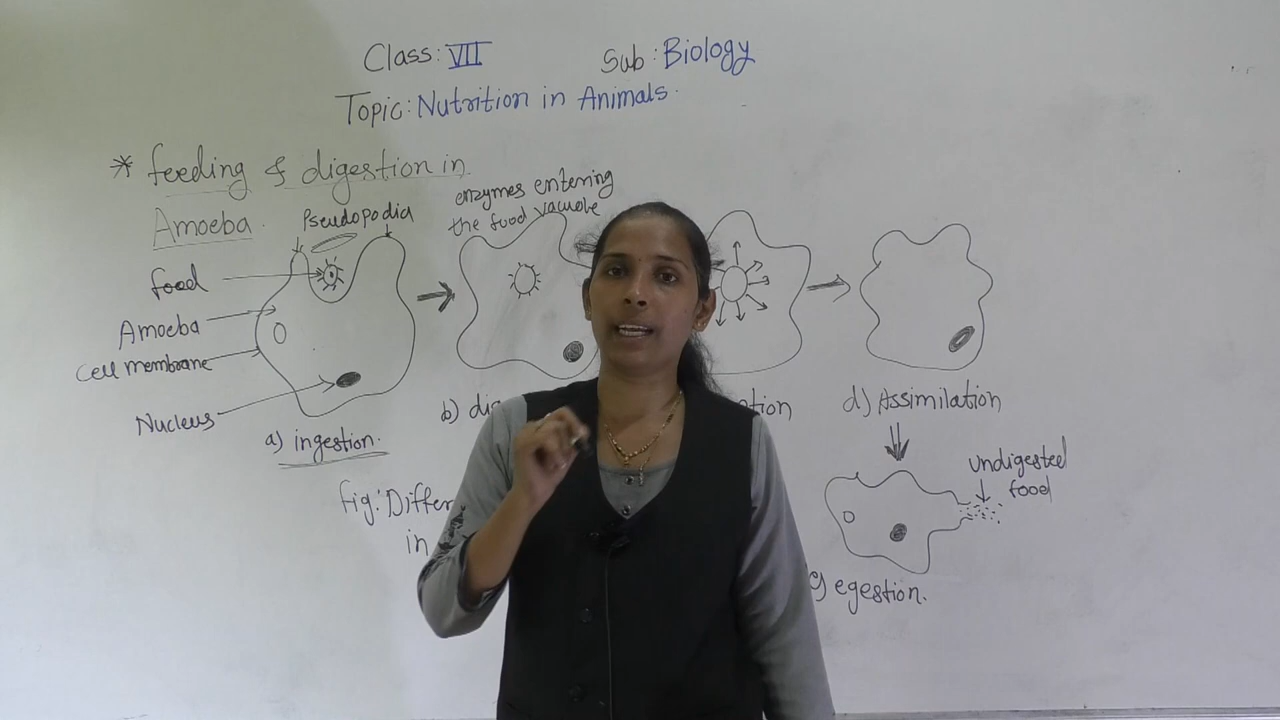 Class: VII Sub: Biology
Topic: Nutrition in Animals.
* feeding & digestion in
Amoeba.
Pseudopodia
enzymes entering
the food vacuole
food
Amoeba
cell membrane
Nucleus
a) ingestion.
b)
d) Assimilation
undigested
food
fig:
in
egestion.